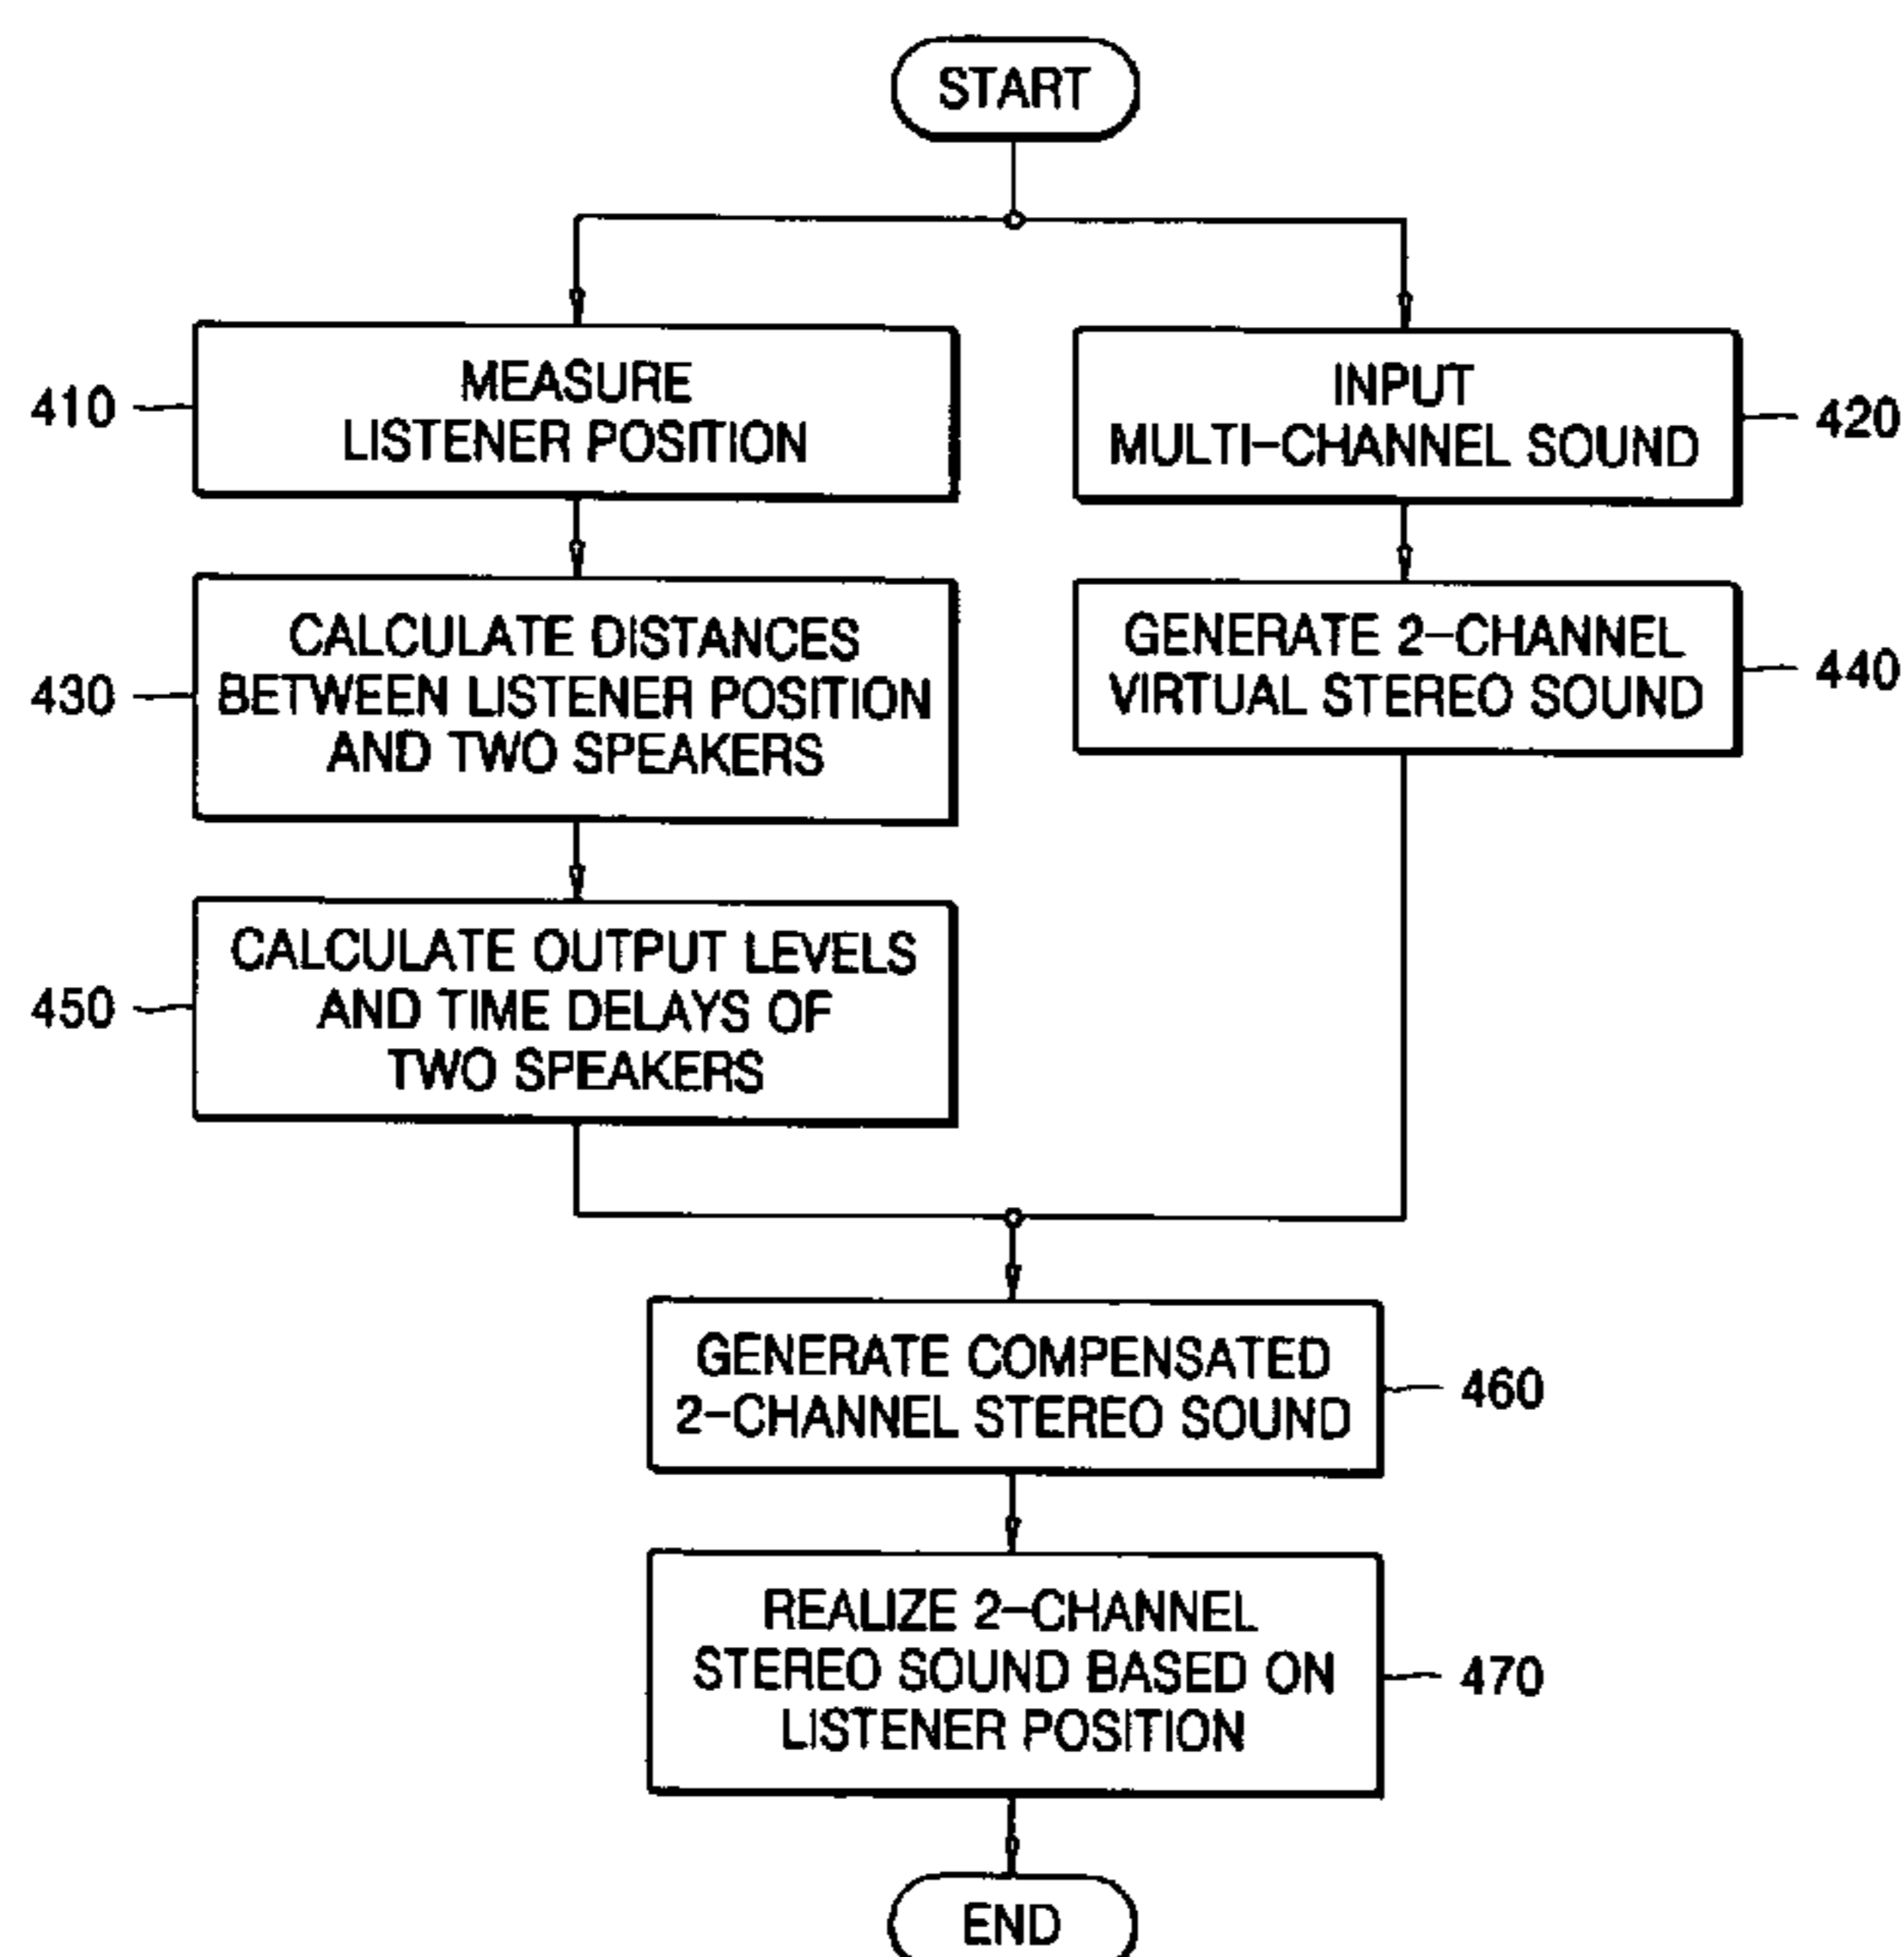 START
410
MEASURE
LISTENER POSITION
INPUT
MULTI-CHANNEL SOUND
420
430
CALCULATE DISTANCES
BETWEEN LISTENER POSITION
AND TWO SPEAKERS
GENERATE 2-CHANNEL
VIRTUAL STEREO SOUND
440
450
CALCULATE OUTPUT LEVELS
AND TIME DELAYS OF
TWO SPEAKERS
GENERATE COMPENSATED
2-CHANNEL STEREO SOUND
460
REALIZE 2-CHANNEL
STEREO SOUND BASED ON
LISTENER POSITION
470
END